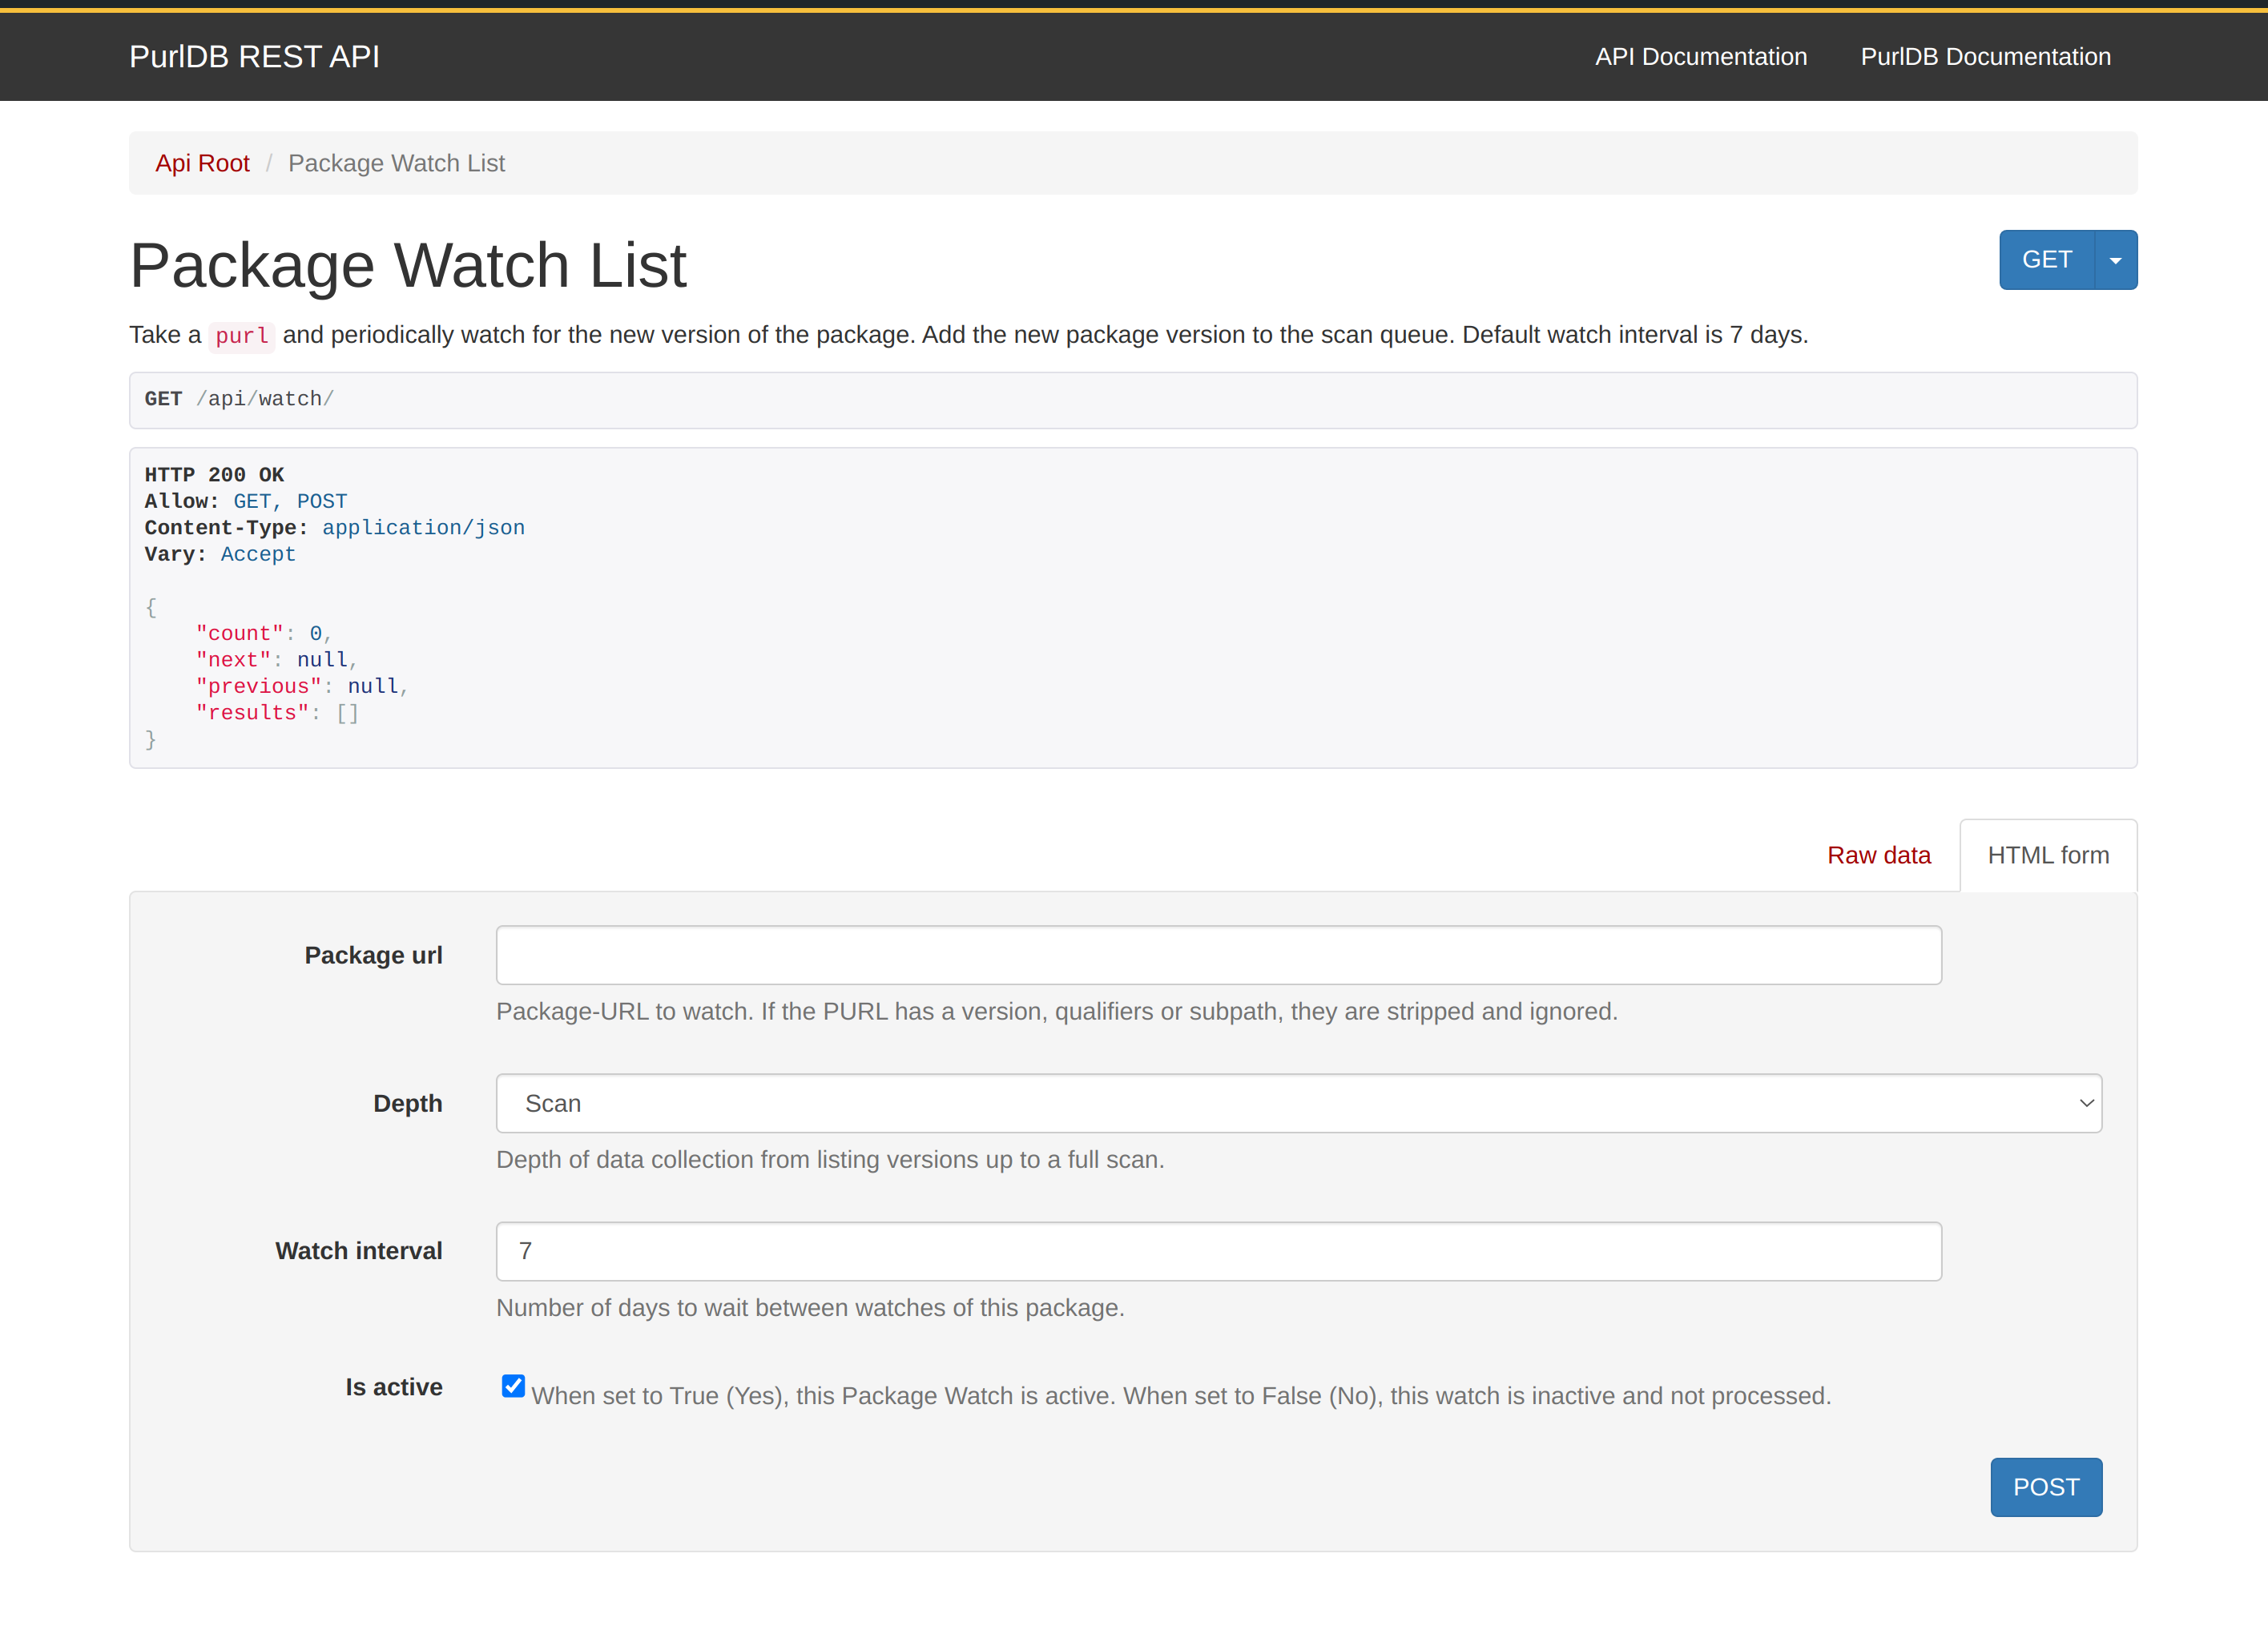 PurlDB REST API
API Documentation
PurlDB Documentation
Api Root / Package Watch List
Package Watch List
GET
Take a purl and periodically watch for the new version of the package. Add the new package version to the scan queue. Default watch interval is 7 days.
GET /api/watch/
HTTP 200 OK
Allow: GET, POST
Content-Type: application/json
Vary: Accept
{
    "count": 0,
    "next": null,
    "previous": null,
    "results": []
}
Raw data
HTML form
Package url
Package-URL to watch. If the PURL has a version, qualifiers or subpath, they are stripped and ignored.
Depth
Scan
Depth of data collection from listing versions up to a full scan.
Watch interval
7
Number of days to wait between watches of this package.
Is active
When set to True (Yes), this Package Watch is active. When set to False (No), this watch is inactive and not processed.
POST